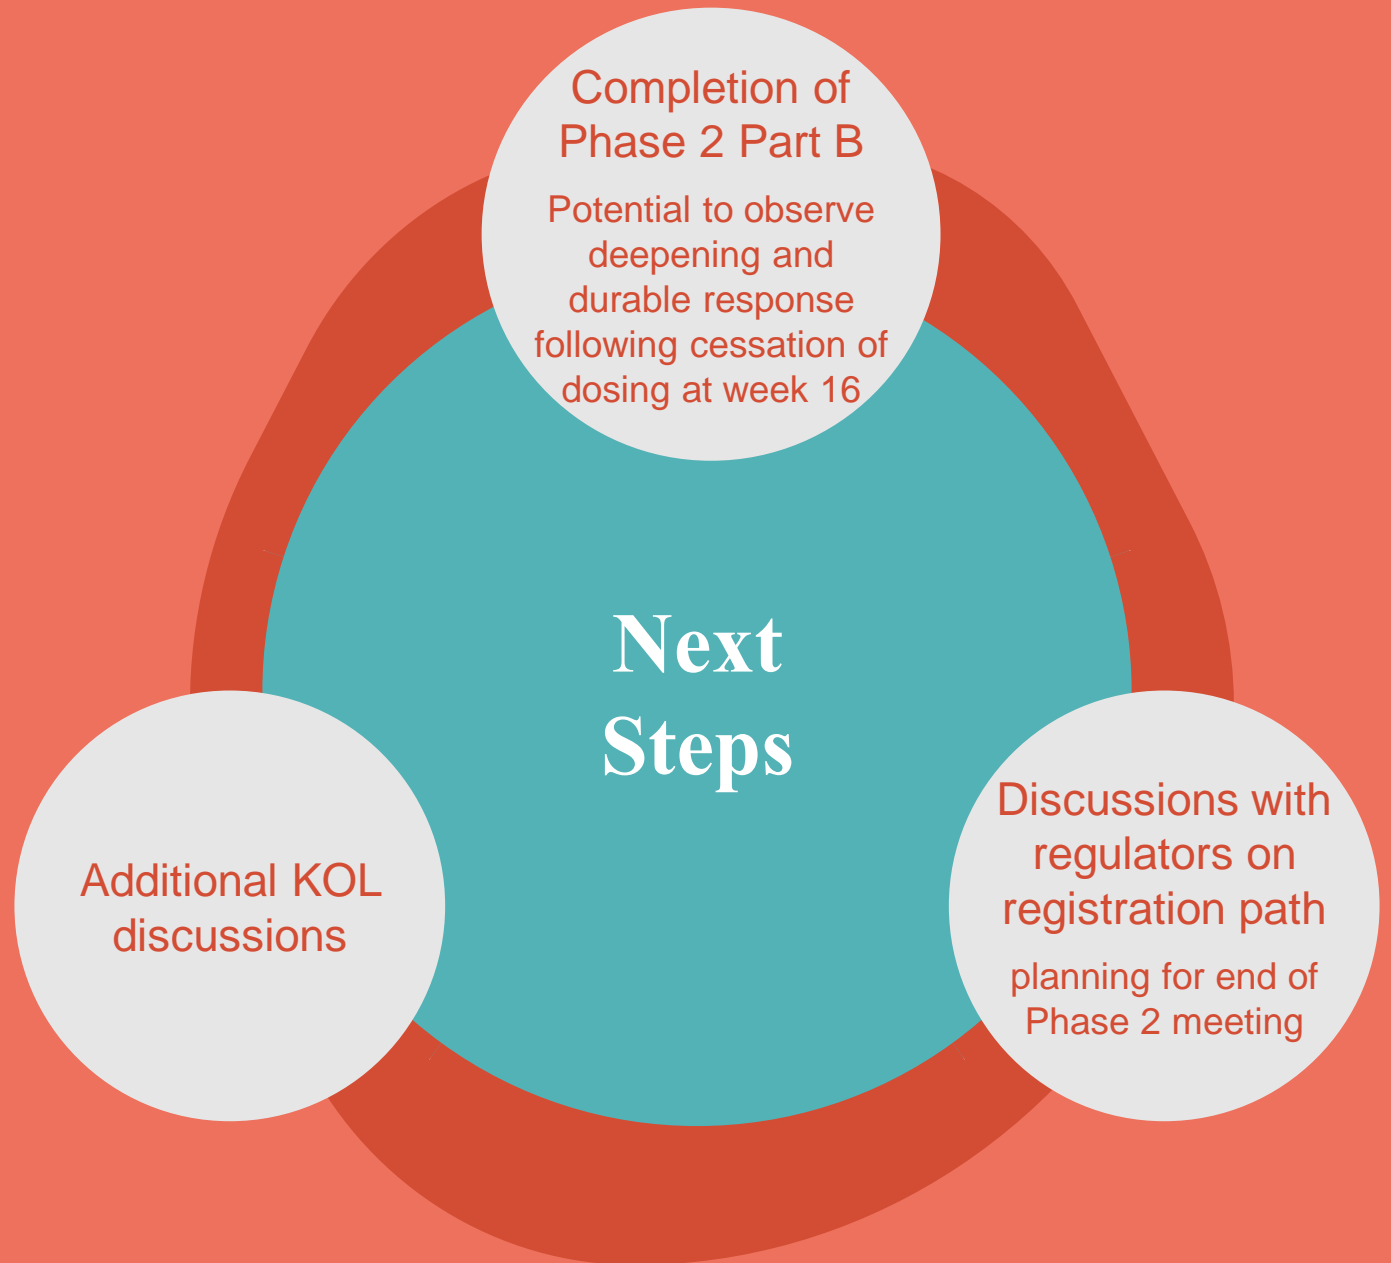 Completion of
Phase 2 Part B
Potential to observe
deepening and
durable response
following cessation of
dosing at week 16
Next
Steps
Additional KOL
discussions
Discussions with
regulators on
registration path
planning for end of
Phase 2 meeting